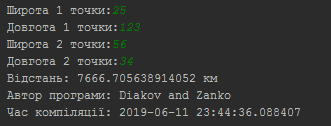 Широта 1 точки:25
Довгота 1 точки:123
Широта 2 точки:56
Довгота 2 точки:34
Відстань: 7666.705638914052 км
Автор програми: Diakov and Zanko
Час компіляції: 2019-06-11 23:44:36.088407